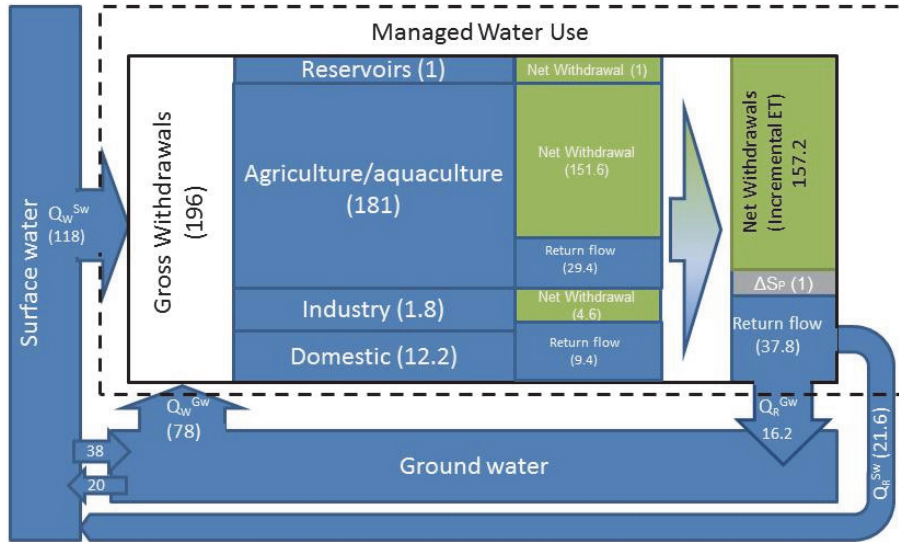 Managed Water Use
Surface water
Q_W^SW
(118)
Gross Withdrawals
(196)
Reservoirs (1)
Net Withdrawal (1)
Agriculture/aquaculture
(181)
Net Withdrawal
(151.6)
Return flow
(29.4)
Industry (1.8)
Net Withdrawal
(4.6)
Domestic (12.2)
Return flow
(9.4)
Net Withdrawals
(Incremental ET)
157.2
ΔSP (1)
Return flow
(37.8)
Q_W^GW
(78)
Q_R^GW
16.2
Q_R^SW (21.6)
38
20
Ground water